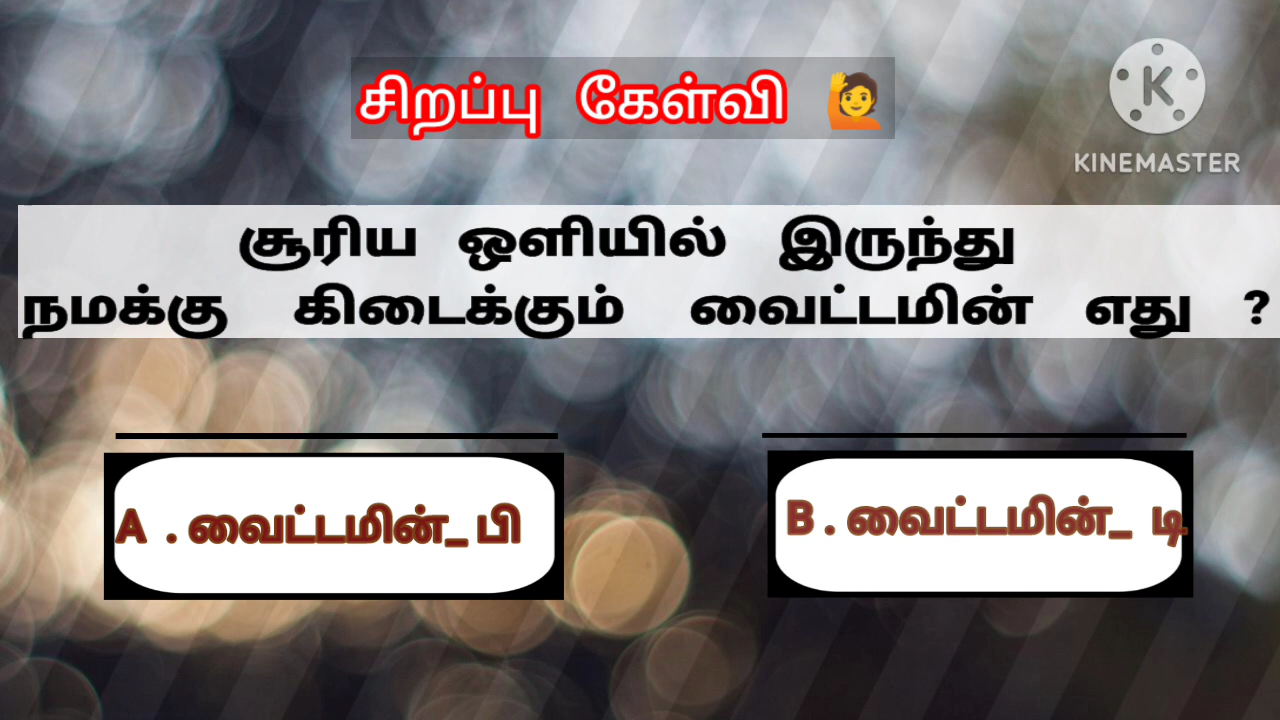 சிறப்பு கேள்வி 🙋
K
KINEMASTER
சூரிய ஒளியில் இருந்து
நமக்கு கிடைக்கும் வைட்டமின் எது ?
A . வைட்டமின்_ பி
B . வைட்டமின்_ டி